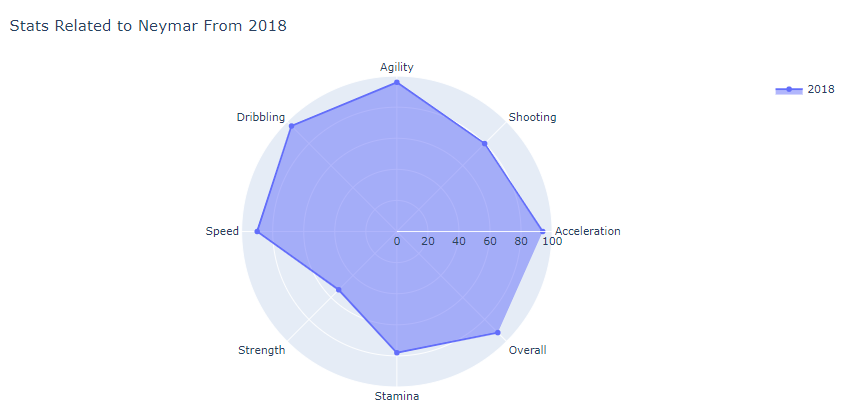 Stats Related to Neymar From 2018
Agility
2018
Dribbling
Shooting
Speed
Acceleration
0 20 40 60 80 100
Strength
Overall
Stamina